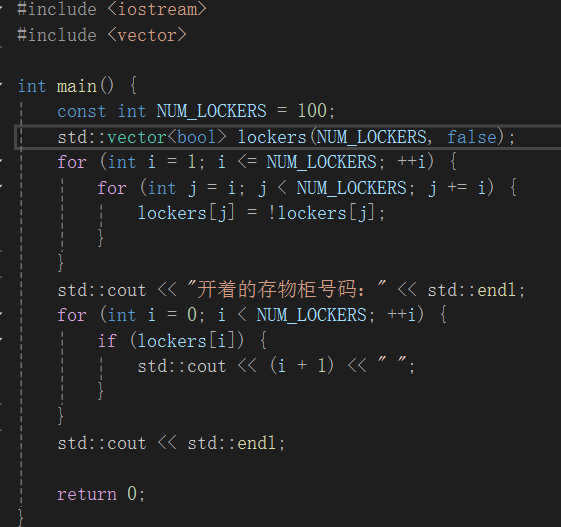 #include <iostream>
#include <vector>
int main() {
const int NUM_LOCKERS = 100;
std::vector<bool> lockers(NUM_LOCKERS, false);
for (int i = 1; i <= NUM_LOCKERS; ++i) {
for (int j = i; j < NUM_LOCKERS; j += i) {
lockers[j] = !lockers[j];
}
}
std::cout << "开着的存物柜号码：" << std::endl;
for (int i = 0; i < NUM_LOCKERS; ++i) {
if (lockers[i]) {
std::cout << (i + 1) << " ";
}
}
std::cout << std::endl;
return 0;
}